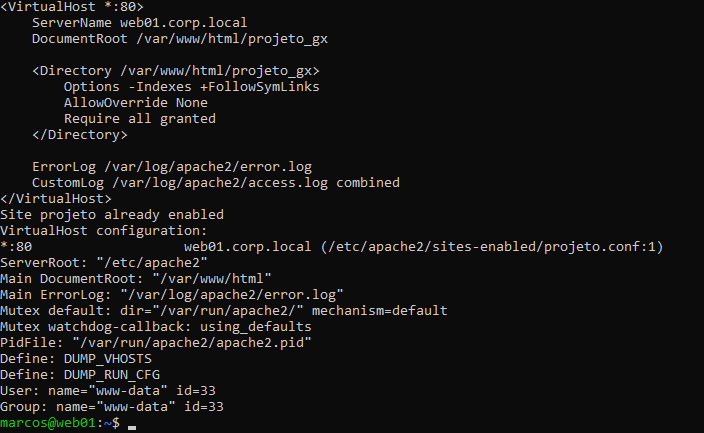 <VirtualHost *:80>
    ServerName web01.corp.local
    DocumentRoot /var/www/html/projeto_gx

    <Directory /var/www/html/projeto_gx>
        Options -Indexes +FollowSymLinks
        AllowOverride None
        Require all granted
    </Directory>

    ErrorLog /var/log/apache2/error.log
    CustomLog /var/log/apache2/access.log combined
</VirtualHost>
Site projeto already enabled
VirtualHost configuration:
*:80                   web01.corp.local (/etc/apache2/sites-enabled/projeto.conf:1)
ServerRoot: "/etc/apache2"
Main DocumentRoot: "/var/www/html"
Main ErrorLog: "/var/log/apache2/error.log"
Mutex default: dir="/var/run/apache2/" mechanism=default
Mutex watchdog-callback: using_defaults
PidFile: "/var/run/apache2/apache2.pid"
Define: DUMP_VHOSTS
Define: DUMP_RUN_CFG
User: name="www-data" id=33
Group: name="www-data" id=33
marcos@web01:~$